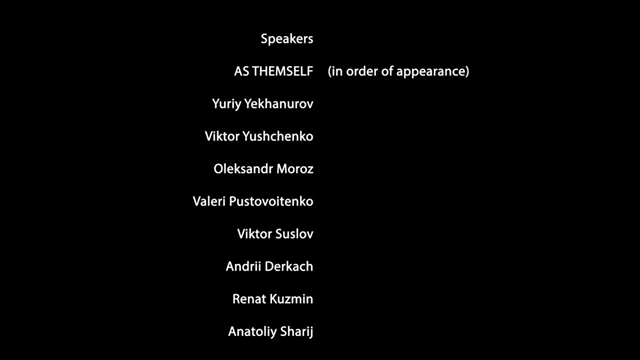 Speakers
AS THEMSELF (in order of appearance)
Yuriy Yekhanurov
Viktor Yushchenko
Oleksandr Moroz
Valeri Pustovoitenko
Viktor Suslov
Andrii Derkach
Renat Kuzmin
Anatoliy Sharij